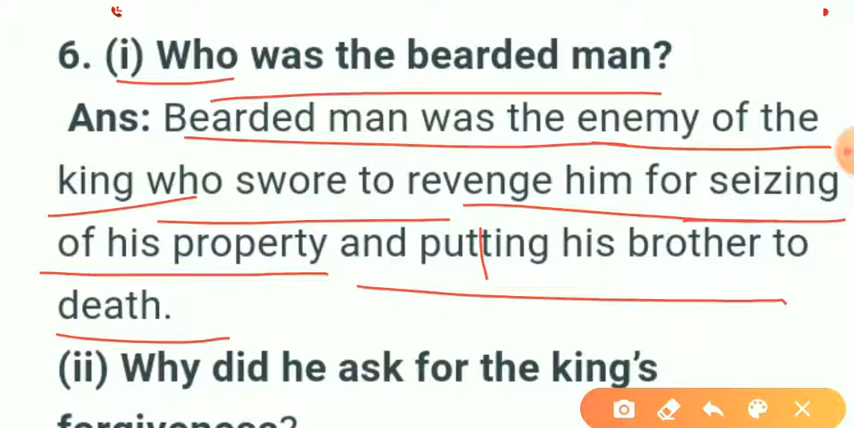 6. (i) Who was the bearded man?
Ans: Bearded man was the enemy of the
king who swore to revenge him for seizing
of his property and putting his brother to
death.
(ii) Why did he ask for the king's
forgiveness?